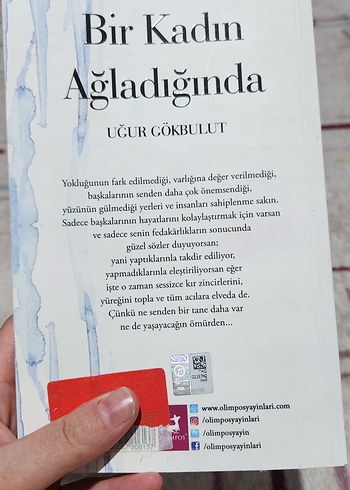 Bir Kadın
Ağladığında
UĞUR GÖKBULUT
Yokluğunun fark edilmediği, varlığına değer verilmediği,
başkalarının senden daha çok önemsendiği,
yüzünün gülmediği yerleri ve insanları sahiplenme sakın.
Sadece başkalarının hayatlarını kolaylaştırmak için varsan
ve sadece senin fedakârlıkların sonucunda
güzel sözler duyuyorsan;
yani yaptıklarınla takdir ediliyor,
yapmadıklarınla eleştiriliyorsan eğer
işte o zaman sessizce kır zincirlerini,
yüreğini topla ve tüm acılara elveda de.
Çünkü ne senden bir tane daha var
ne de yaşayacağın ömürden...
OLIMPOS
www.olimposyayinlari.com
/olimposyayinlari
/olimposyayin
/olimposyayinlari